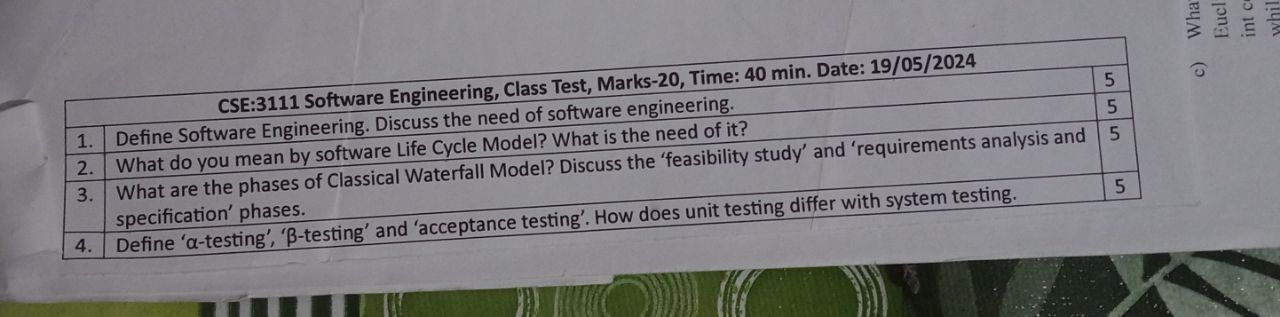 CSE:3111 Software Engineering, Class Test, Marks-20, Time: 40 min. Date: 19/05/2024
1. Define Software Engineering. Discuss the need of software engineering. 5
2. What do you mean by software Life Cycle Model? What is the need of it? 5
3. What are the phases of Classical Waterfall Model? Discuss the ‘feasibility study’ and ‘requirements analysis and 5
specification’ phases.
4. Define ‘α-testing’, ‘β-testing’ and ‘acceptance testing’. How does unit testing differ with system testing. 5
c) Wha
Eucl
int c
whil